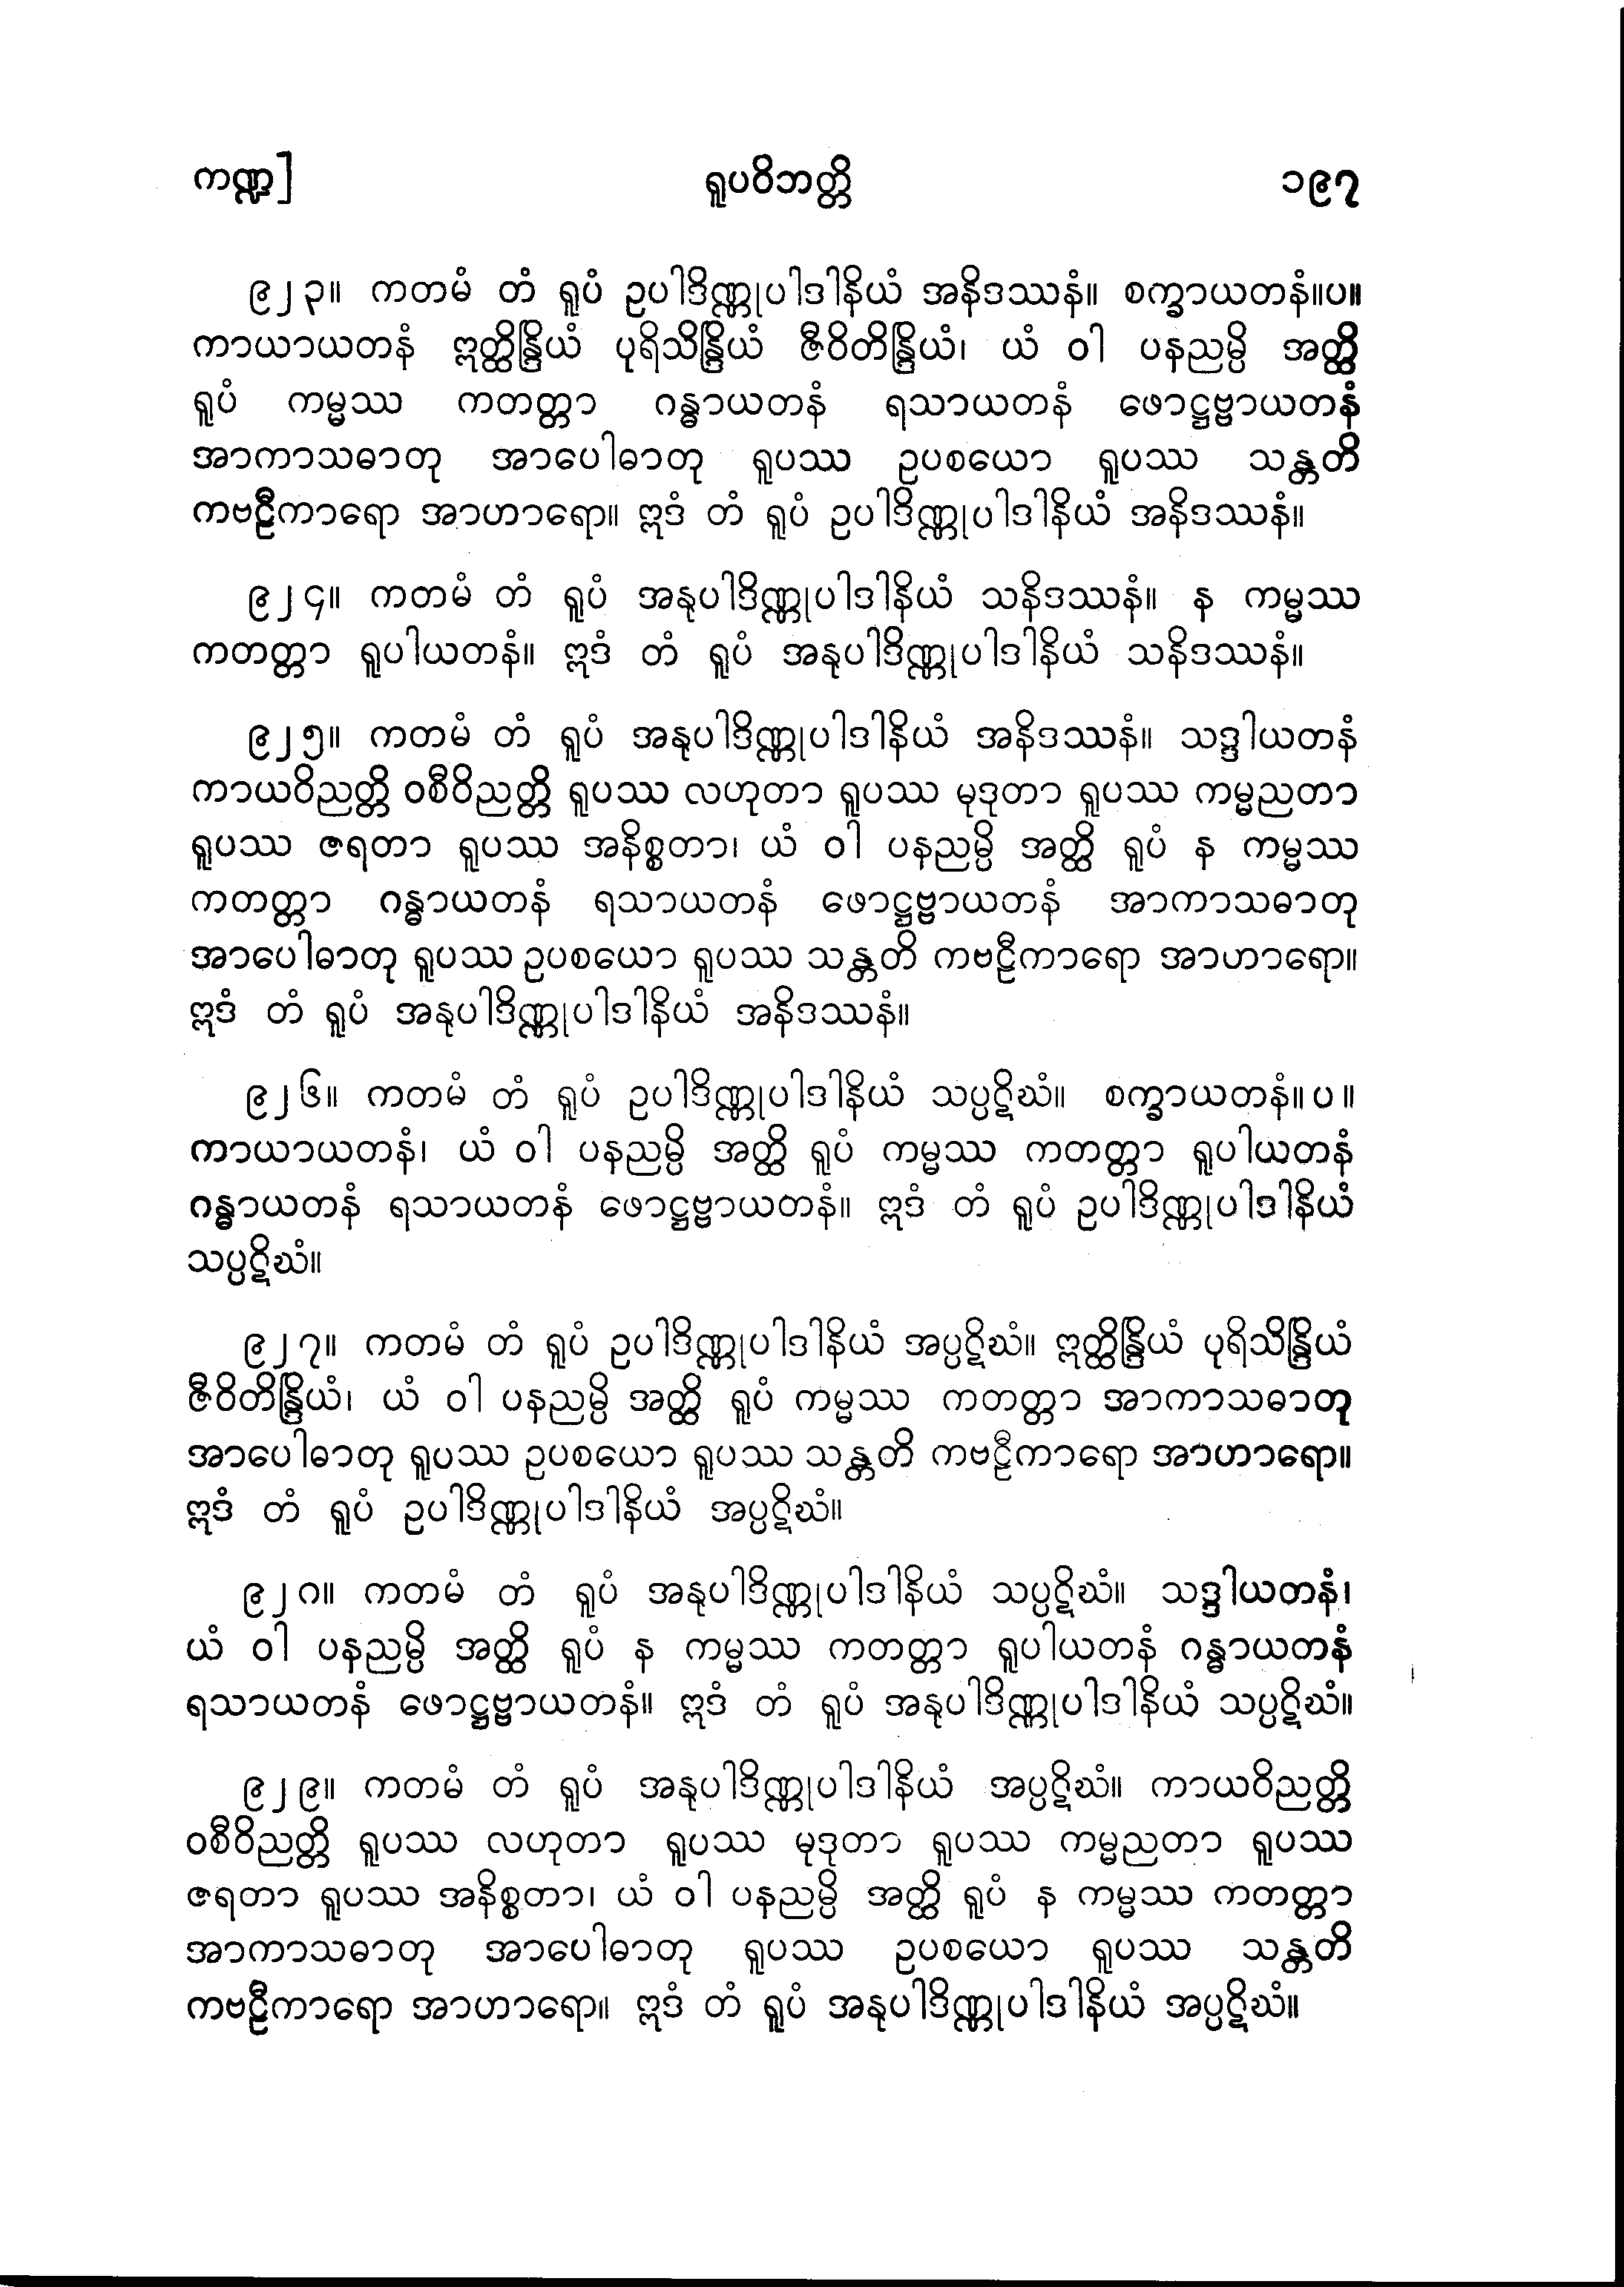 ကဏ္ဍ] ရူပဝိဘတ္တိ ၁၉၇
၉၂၃။ ကတမံ တံ ရူပံ ဥပါဒိဏ္ဏုပါဒါနိယံ အနိဒဿနံ။ စက္ခာယတနံ။ပ။
ကာယာယတနံ ဣတ္ထိန္ဒြိယံ ပုရိသိန္ဒြိယံ ဇီဝိတိန္ဒြိယံ၊ ယံ ဝါ ပနညမ္ပိ အတ္ထိ
ရူပံ ကမ္မဿ ကတတ္တာ ဂန္ဓာယတနံ ရသာယတနံ ဖောဋ္ဌဗ္ဗာယတနံ
အာကာသဓာတု အာပေါဓာတု ရူပဿ ဥပစယော ရူပဿ သန္တတိ
ကဗဠီကာရော အာဟာရော။ ဣဒံ တံ ရူပံ ဥပါဒိဏ္ဏုပါဒါနိယံ အနိဒဿနံ။
၉၂၄။ ကတမံ တံ ရူပံ အနုပါဒိဏ္ဏုပါဒါနိယံ သနိဒဿနံ။ န ကမ္မဿ
ကတတ္တာ ရူပါယတနံ။ ဣဒံ တံ ရူပံ အနုပါဒိဏ္ဏုပါဒါနိယံ သနိဒဿနံ။
၉၂၅။ ကတမံ တံ ရူပံ အနုပါဒိဏ္ဏုပါဒါနိယံ အနိဒဿနံ။ သဒ္ဒါယတနံ
ကာယဝိညတ္တိ ဝစီဝိညတ္တိ ရူပဿ လဟုတာ ရူပဿ မုဒုတာ ရူပဿ ကမ္မညတာ
ရူပဿ ဇရတာ ရူပဿ အနိစ္စတာ၊ ယံ ဝါ ပနညမ္ပိ အတ္ထိ ရူပံ န ကမ္မဿ
ကတတ္တာ ဂန္ဓာယတနံ ရသာယတနံ ဖောဋ္ဌဗ္ဗာယတနံ အာကာသဓာတု
အာပေါဓာတု ရူပဿ ဥပစယော ရူပဿ သန္တတိ ကဗဠီကာရော အာဟာရော။
ဣဒံ တံ ရူပံ အနုပါဒိဏ္ဏုပါဒါနိယံ အနိဒဿနံ။
၉၂၆။ ကတမံ တံ ရူပံ ဥပါဒိဏ္ဏုပါဒါနိယံ သပ္ပဋိဃံ။ စက္ခာယတနံ။ပ။
ကာယာယတနံ၊ ယံ ဝါ ပနညမ္ပိ အတ္ထိ ရူပံ ကမ္မဿ ကတတ္တာ ရူပါယတနံ
ဂန္ဓာယတနံ ရသာယတနံ ဖောဋ္ဌဗ္ဗာယတနံ။ ဣဒံ တံ ရူပံ ဥပါဒိဏ္ဏုပါဒါနိယံ
သပ္ပဋိဃံ။
၉၂၇။ ကတမံ တံ ရူပံ ဥပါဒိဏ္ဏုပါဒါနိယံ အပ္ပဋိဃံ။ ဣတ္ထိန္ဒြိယံ ပုရိသိန္ဒြိယံ
ဇီဝိတိန္ဒြိယံ၊ ယံ ဝါ ပနညမ္ပိ အတ္ထိ ရူပံ ကမ္မဿ ကတတ္တာ အာကာသဓာတု
အာပေါဓာတု ရူပဿ ဥပစယော ရူပဿ သန္တတိ ကဗဠီကာရော အာဟာရော။
ဣဒံ တံ ရူပံ ဥပါဒိဏ္ဏုပါဒါနိယံ အပ္ပဋိဃံ။
၉၂၈။ ကတမံ တံ ရူပံ အနုပါဒိဏ္ဏုပါဒါနိယံ သပ္ပဋိဃံ။ သဒ္ဒါယတနံ၊
ယံ ဝါ ပနညမ္ပိ အတ္ထိ ရူပံ န ကမ္မဿ ကတတ္တာ ရူပါယတနံ ဂန္ဓာယတနံ
ရသာယတနံ ဖောဋ္ဌဗ္ဗာယတနံ။ ဣဒံ တံ ရူပံ အနုပါဒိဏ္ဏုပါဒါနိယံ သပ္ပဋိဃံ။
၉၂၉။ ကတမံ တံ ရူပံ အနုပါဒိဏ္ဏုပါဒါနိယံ အပ္ပဋိဃံ။ ကာယဝိညတ္တိ
ဝစီဝိညတ္တိ ရူပဿ လဟုတာ ရူပဿ မုဒုတာ ရူပဿ ကမ္မညတာ ရူပဿ
ဇရတာ ရူပဿ အနိစ္စတာ၊ ယံ ဝါ ပနညမ္ပိ အတ္ထိ ရူပံ န ကမ္မဿ ကတတ္တာ
အာကာသဓာတု အာပေါဓာတု ရူပဿ ဥပစယော ရူပဿ သန္တတိ
ကဗဠီကာရော အာဟာရော။ ဣဒံ တံ ရူပံ အနုပါဒိဏ္ဏုပါဒါနိယံ အပ္ပဋိဃံ။